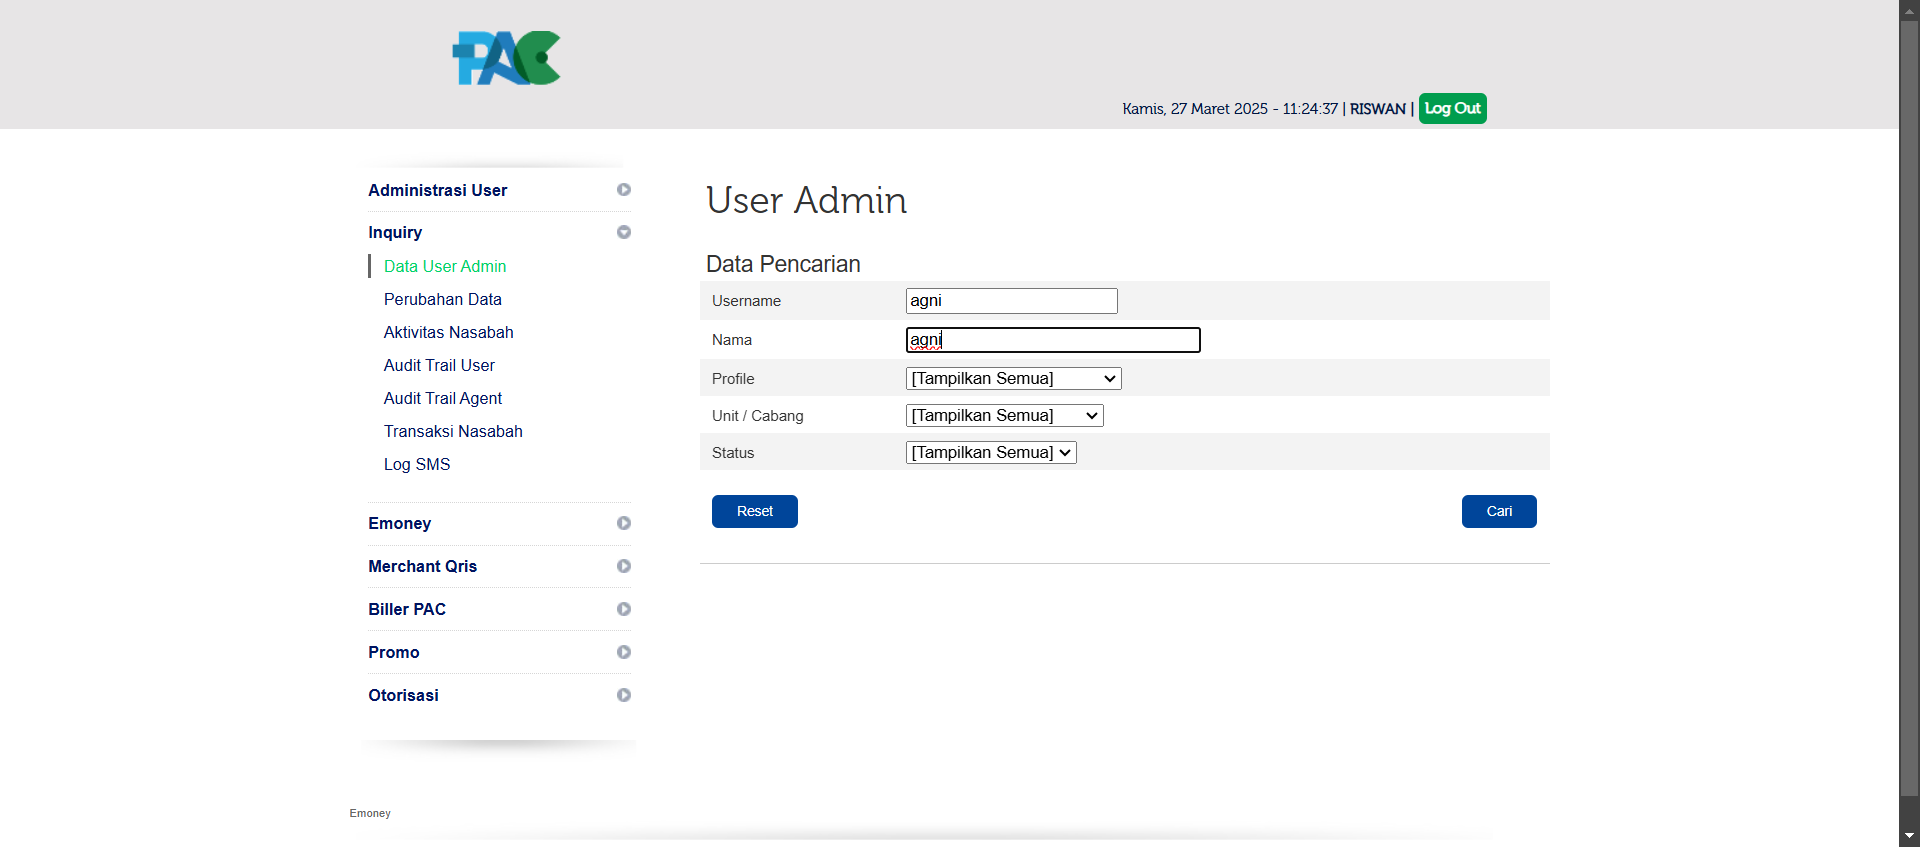 PAC
Kamis, 27 Maret 2025 - 11:24:37 | RISWAN | Log Out
Administrasi User
Inquiry
Data User Admin
Perubahan Data
Aktivitas Nasabah
Audit Trail User
Audit Trail Agent
Transaksi Nasabah
Log SMS
Emoney
Merchant Qris
Biller PAC
Promo
Otorisasi
User Admin
Data Pencarian
Username agni
Nama agni
Profile [Tampilkan Semua]
Unit / Cabang [Tampilkan Semua]
Status [Tampilkan Semua]
Reset Cari
Emoney